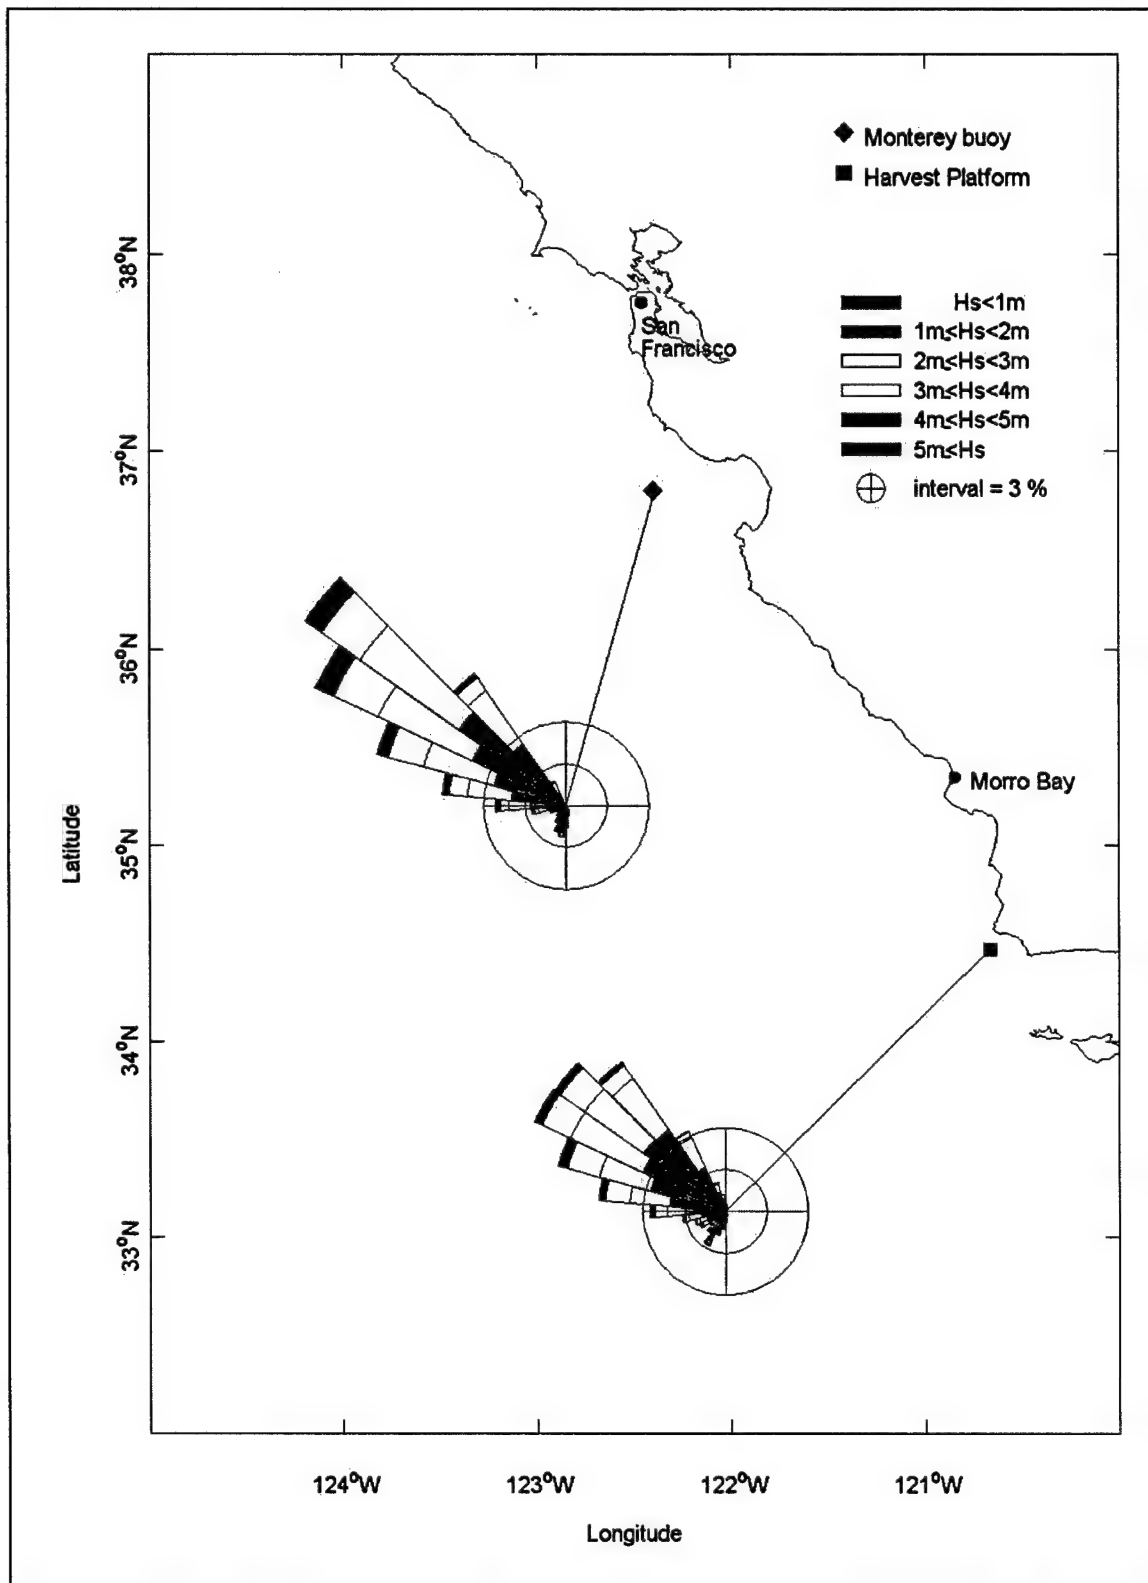 Monterey buoy
Harvest Platform
38°N
Hs<1m
San
Francisco
1m≤Hs<2m
2m≤Hs<3m
3m≤Hs<4m
4m≤Hs<5m
5m≤Hs
interval = 3 %
37°N
36°N
Morro Bay
35°N
Latitude
34°N
33°N
124°W
123°W
122°W
121°W
Longitude